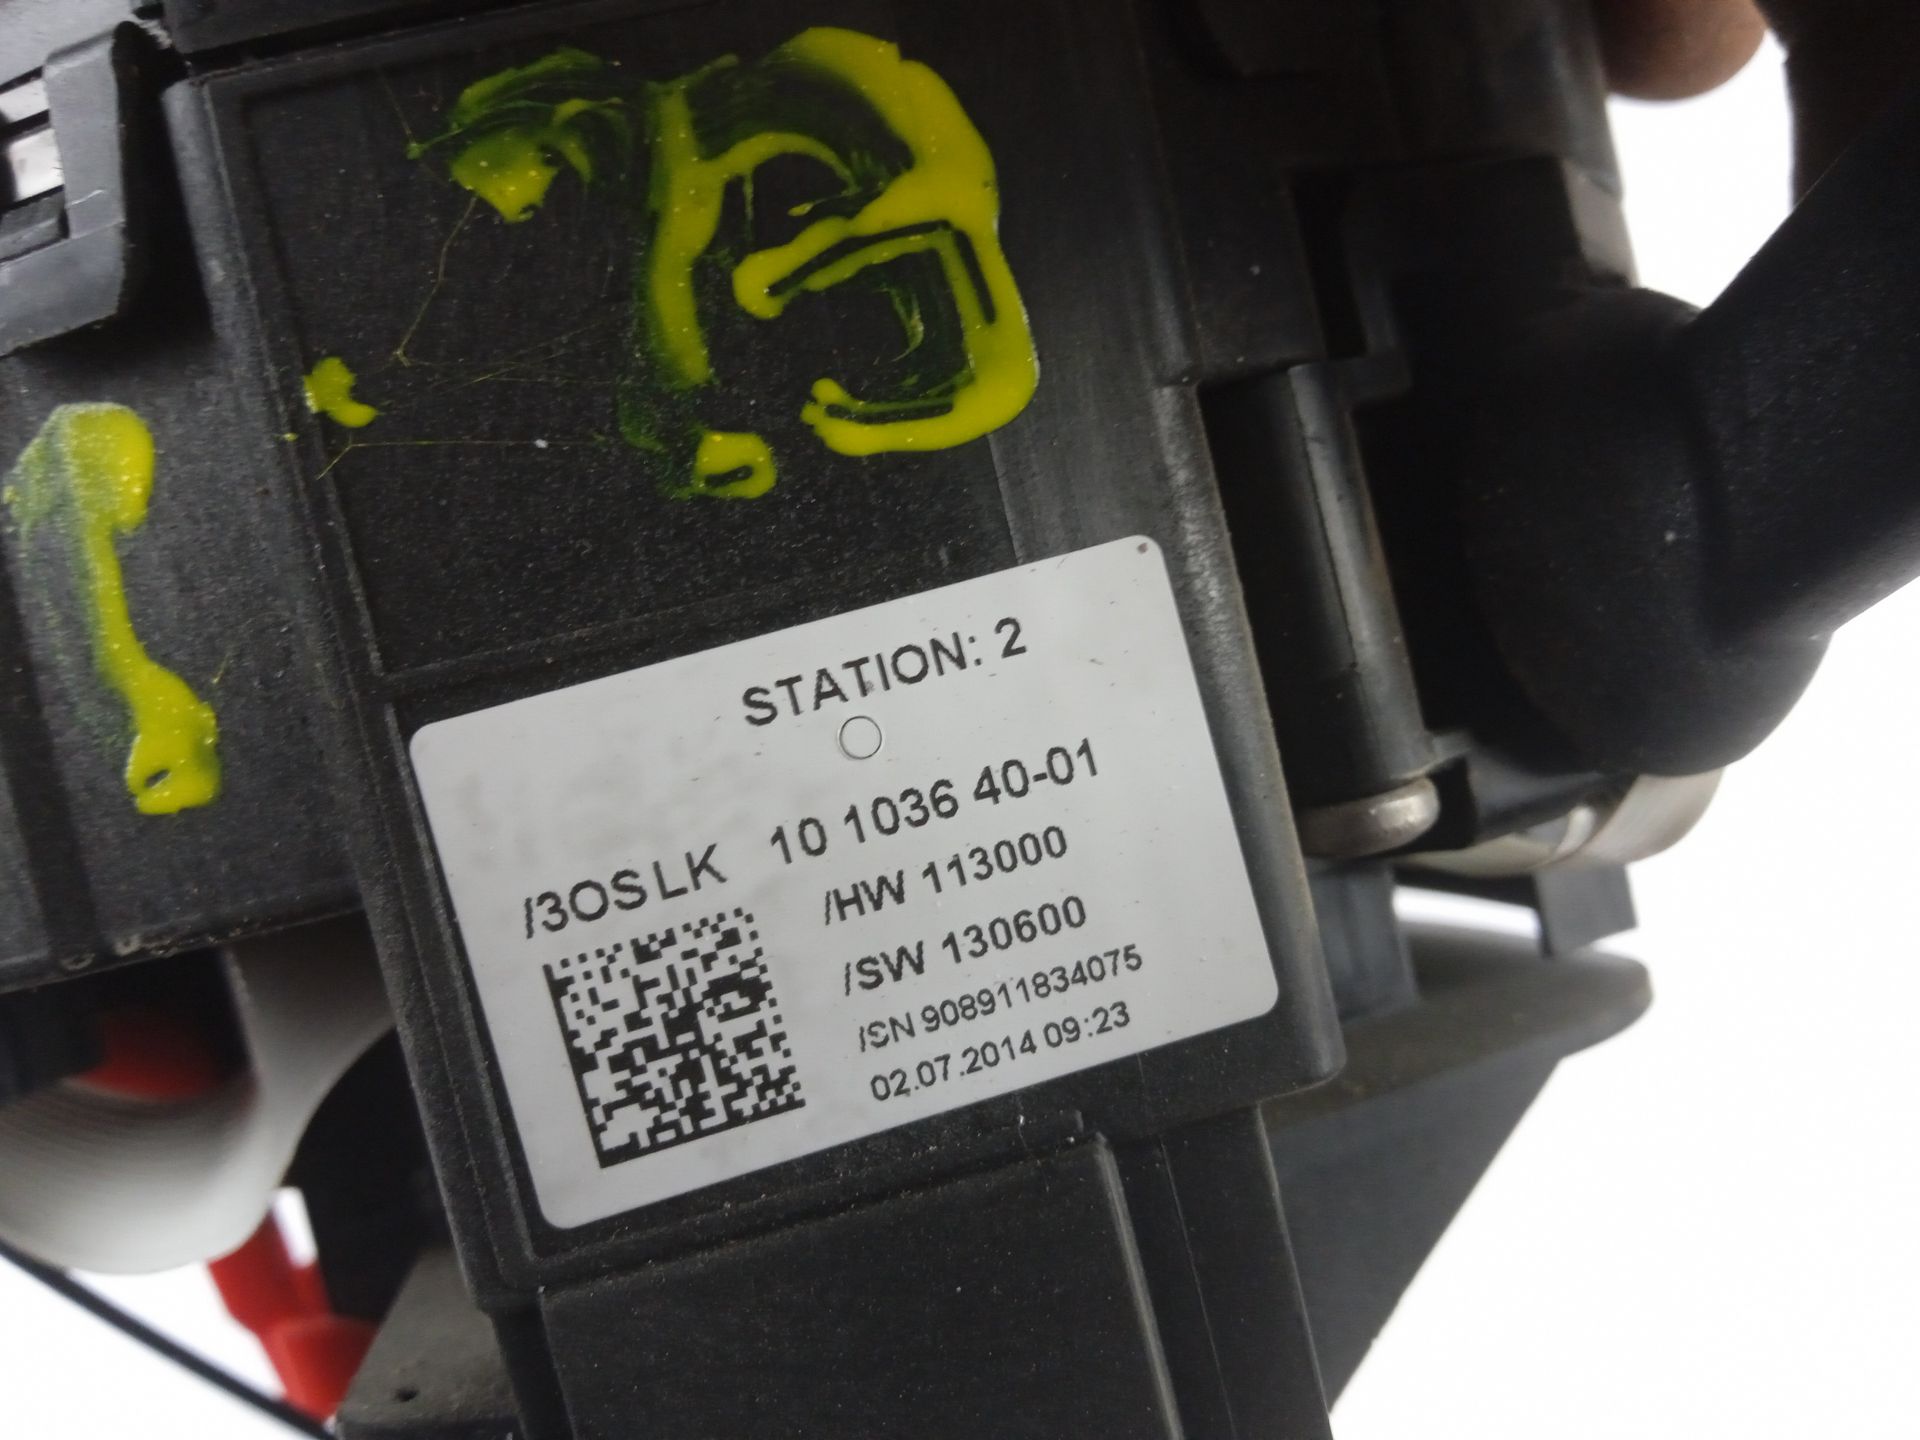 STATION: 2
/3OSLK 10 1036 40-01
/HW 113000
/SW 130600
/SN 908911834075
02.07.2014 09:23